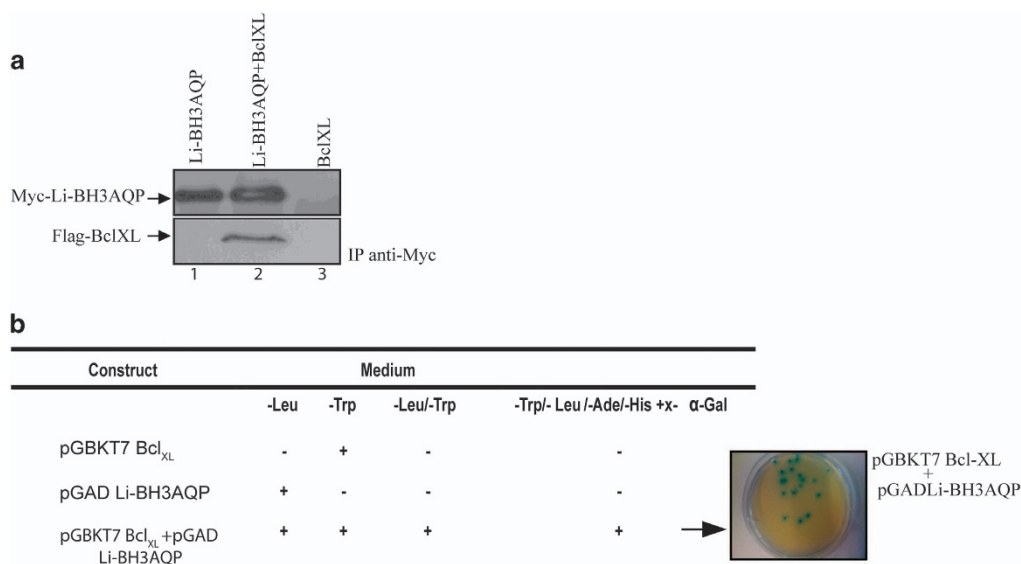 a
Li-BH3AQP
Li-BH3AQP+BclXL
BclXL
Myc-Li-BH3AQP
Flag-BclXL
IP anti-Myc
1 2 3
b
Construct Medium
-Leu -Trp -Leu/-Trp -Trp/- Leu /-Ade/-His +x- α-Gal
pGBKT7 BclXL - + - -
pGAD Li-BH3AQP + - - -
pGBKT7 BclXL+pGAD Li-BH3AQP + + + +
pGBKT7 Bcl-XL
+
pGADLi-BH3AQP